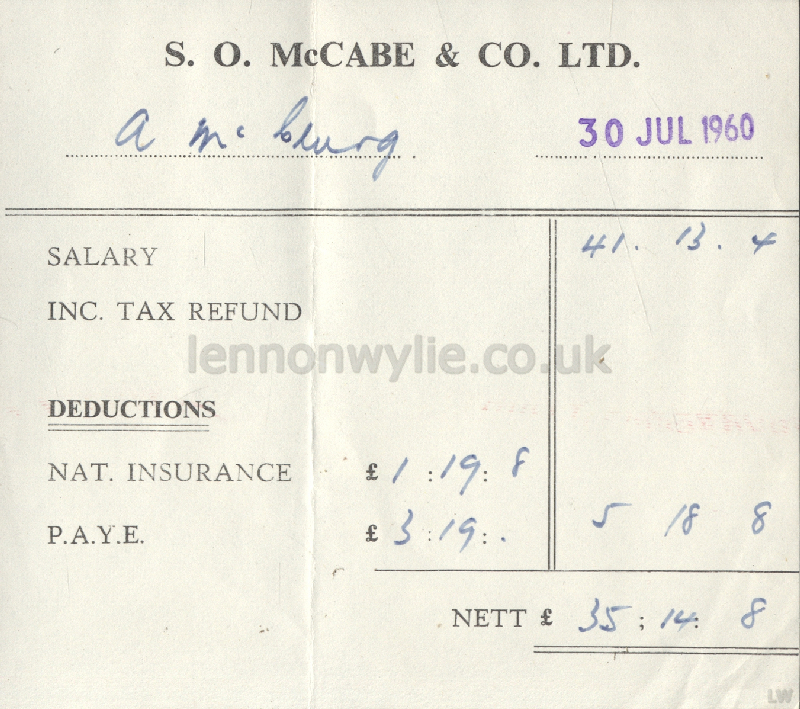 S. O. McCABE & CO. LTD.
A McClurg 30 JUL 1960
SALARY 41. 13. 4
INC. TAX REFUND
lennonwylie.co.uk
DEDUCTIONS
NAT. INSURANCE £ 1 : 19 : 8
P.A.Y.E. £ 3 : 19 : . 5 18 8
NETT £ 35 ; 14 : 8
LW